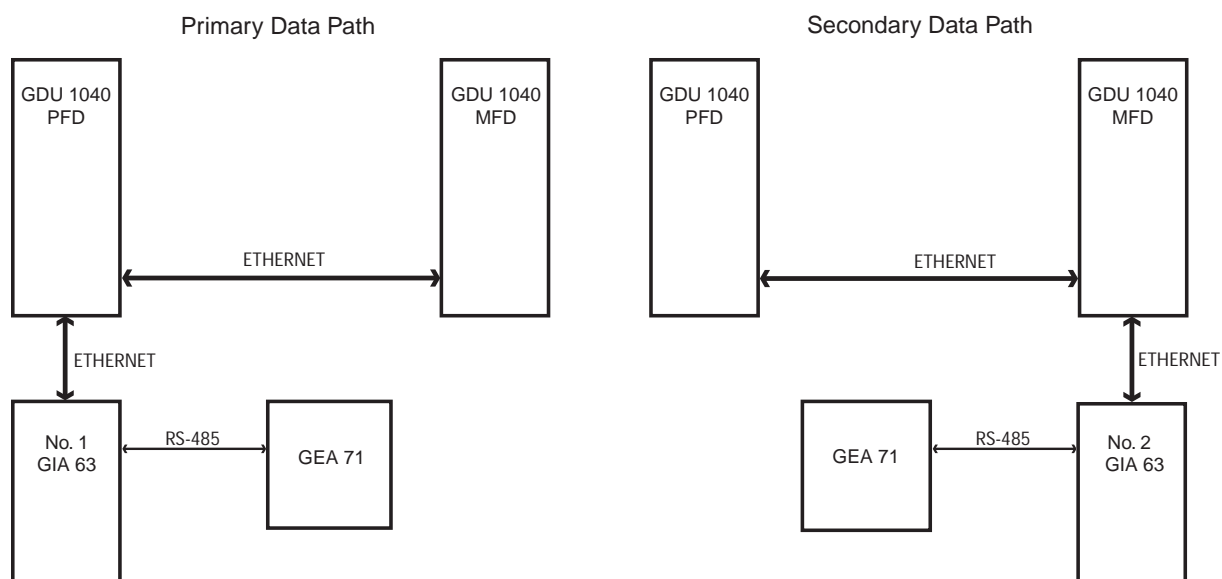 Primary Data Path
GDU 1040
PFD
GDU 1040
MFD
ETHERNET
ETHERNET
No. 1
GIA 63
RS-485
GEA 71
Secondary Data Path
GDU 1040
PFD
GDU 1040
MFD
ETHERNET
ETHERNET
GEA 71
RS-485
No. 2
GIA 63